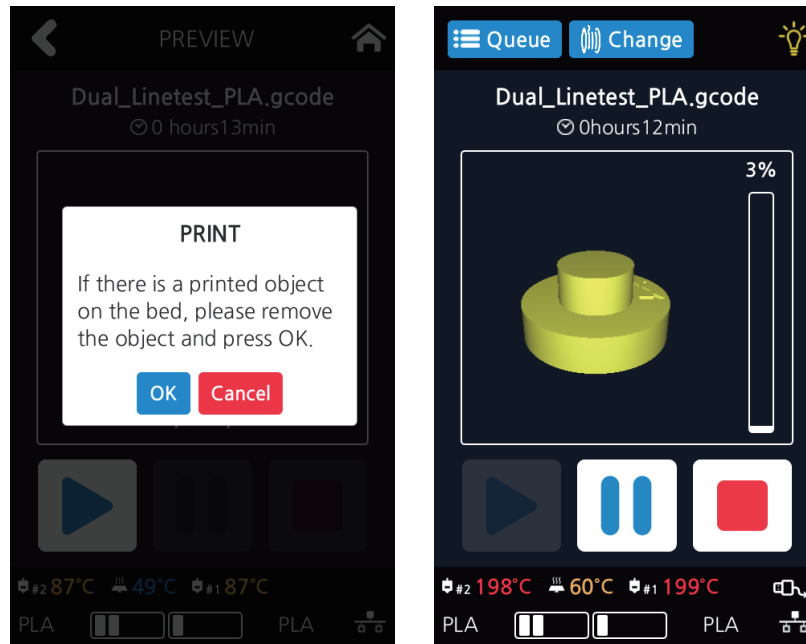 PREVIEW
Dual_Linetest_PLA.gcode
0 hours13min
PRINT
If there is a printed object
on the bed, please remove
the object and press OK.
OK Cancel
#2 87°C 49°C #1 87°C
PLA PLA
Queue Change
Dual_Linetest_PLA.gcode
0hours12min
3%
#2 198°C 60°C #1 199°C
PLA PLA